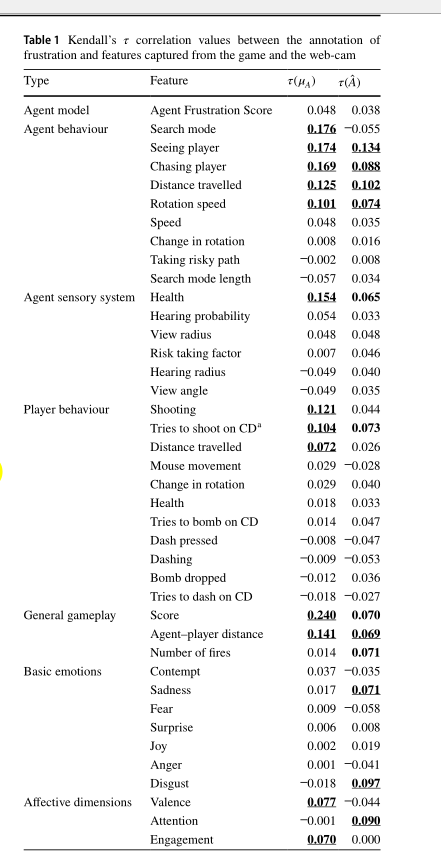 Table 1 Kendall's τ correlation values between the annotation of
frustration and features captured from the game and the web-cam
Type Feature τ(μA) τ(Â)
Agent model Agent Frustration Score 0.048 0.038
Agent behaviour Search mode 0.176 −0.055
Seeing player 0.174 0.134
Chasing player 0.169 0.088
Distance travelled 0.125 0.102
Rotation speed 0.101 0.074
Speed 0.048 0.035
Change in rotation 0.008 0.016
Taking risky path −0.002 0.008
Search mode length −0.057 0.034
Agent sensory system Health 0.154 0.065
Hearing probability 0.054 0.033
View radius 0.048 0.048
Risk taking factor 0.007 0.046
Hearing radius −0.049 0.040
View angle −0.049 0.035
Player behaviour Shooting 0.121 0.044
Tries to shoot on CDᵃ 0.104 0.073
Distance travelled 0.072 0.026
Mouse movement 0.029 −0.028
Change in rotation 0.029 0.040
Health 0.018 0.033
Tries to bomb on CD 0.014 0.047
Dash pressed −0.008 −0.047
Dashing −0.009 −0.053
Bomb dropped −0.012 0.036
Tries to dash on CD −0.018 −0.027
General gameplay Score 0.240 0.070
Agent–player distance 0.141 0.069
Number of fires 0.014 0.071
Basic emotions Contempt 0.037 −0.035
Sadness 0.017 0.071
Fear 0.009 −0.058
Surprise 0.006 0.008
Joy 0.002 0.019
Anger 0.001 −0.041
Disgust −0.018 0.097
Affective dimensions Valence 0.077 −0.044
Attention −0.001 0.090
Engagement 0.070 0.000